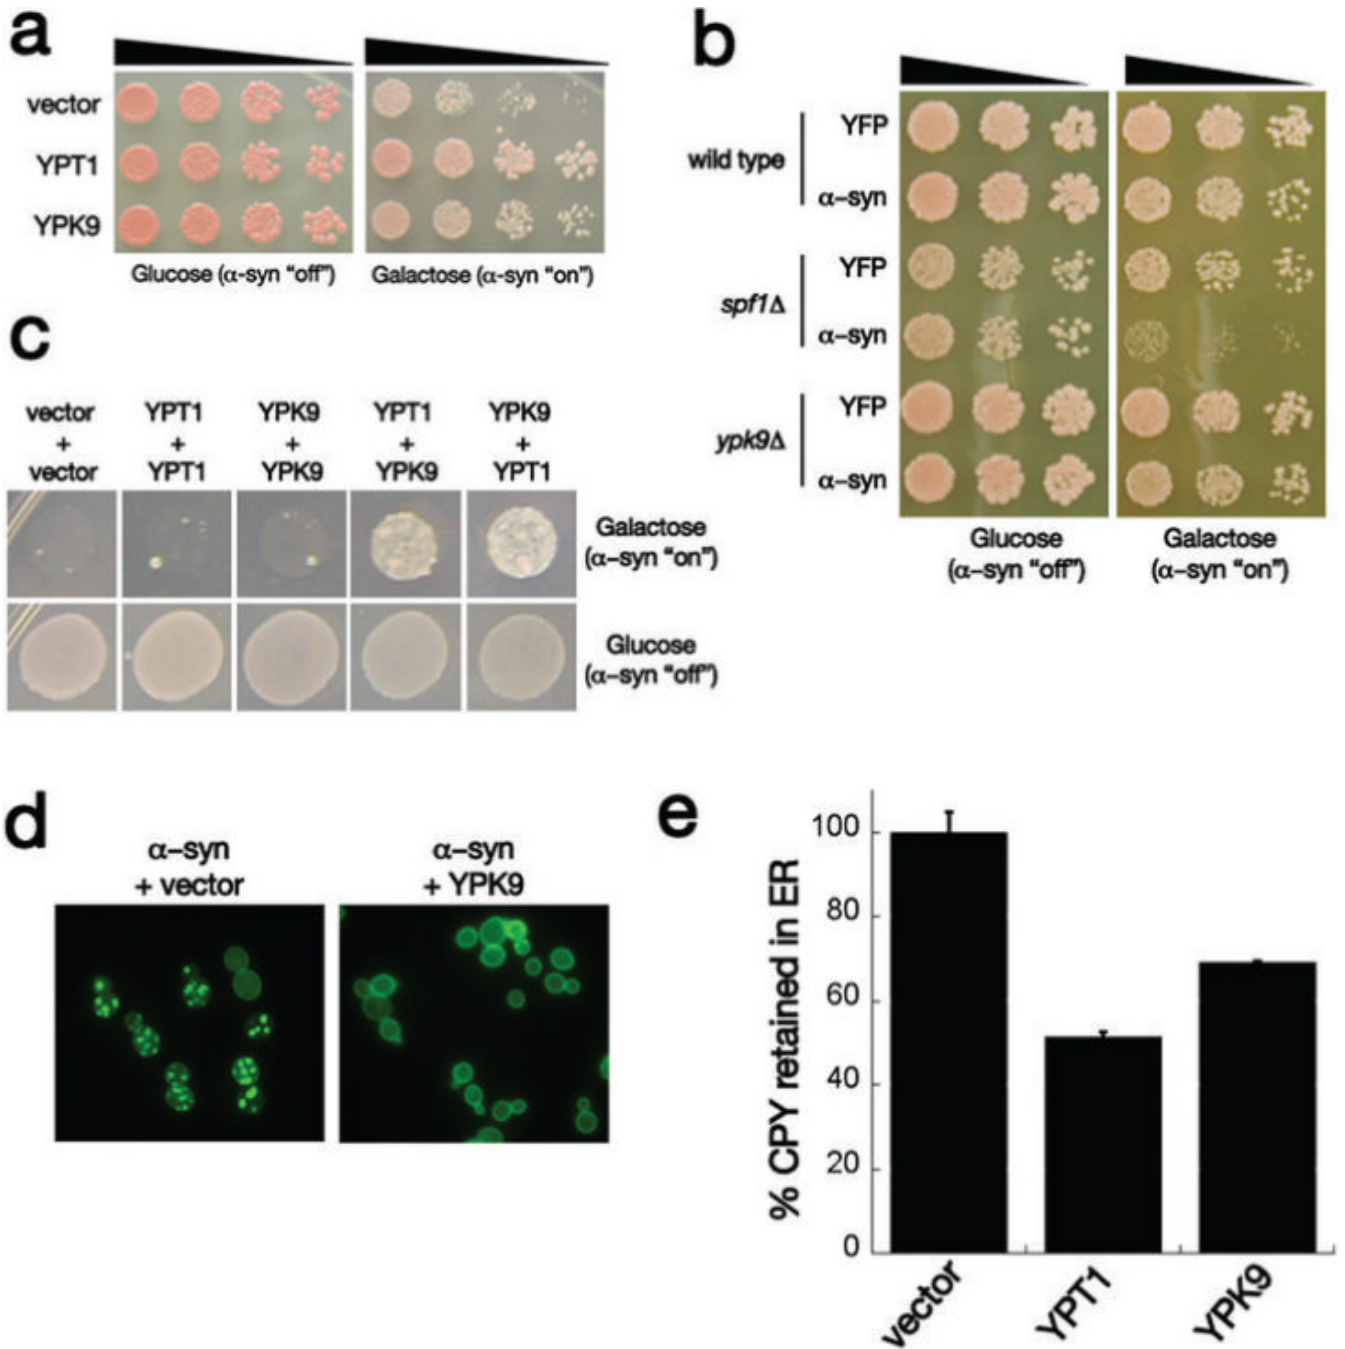 a
vector
YPT1
YPK9
Glucose (α-syn “off”)
Galactose (α-syn “on”)
b
wild type
YFP
α–syn
spf1Δ
YFP
α–syn
ypk9Δ
YFP
α–syn
Glucose
(α–syn “off”)
Galactose
(α–syn “on”)
c
vector
+
vector
YPT1
+
YPT1
YPK9
+
YPK9
YPT1
+
YPK9
YPK9
+
YPT1
Galactose
(α–syn “on”)
Glucose
(α–syn “off”)
d
α–syn
+ vector
α–syn
+ YPK9
e
% CPY retained in ER
100
80
60
40
20
0
vector
YPT1
YPK9